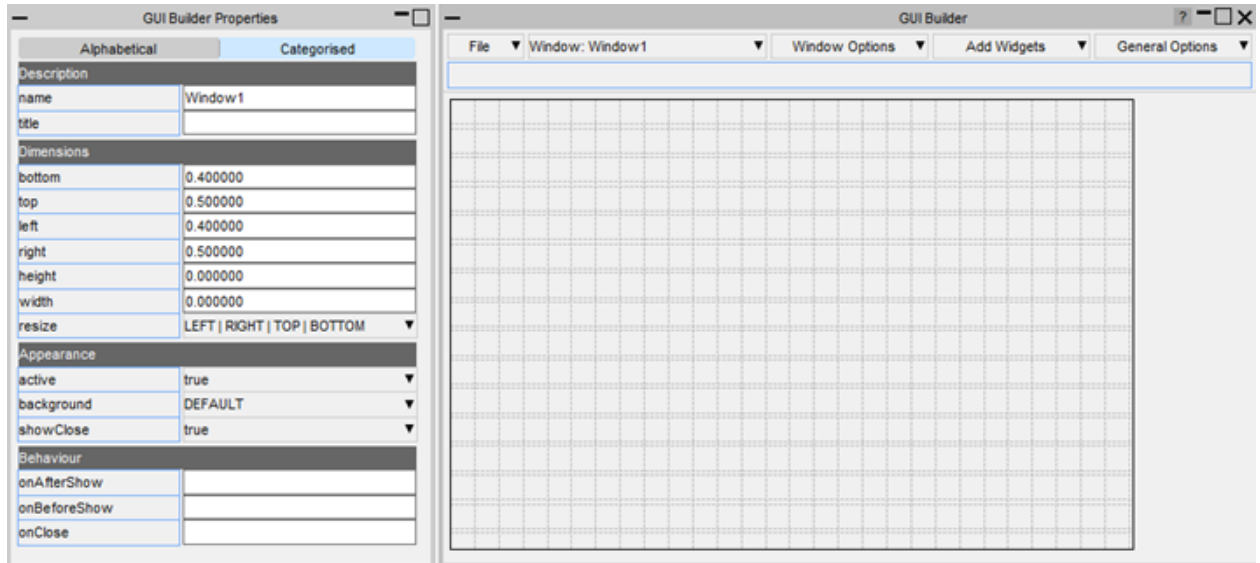 GUI Builder Properties
Alphabetical Categorised
Description
name Window1
title
Dimensions
bottom 0.400000
top 0.500000
left 0.400000
right 0.500000
height 0.000000
width 0.000000
resize LEFT | RIGHT | TOP | BOTTOM
Appearance
active true
background DEFAULT
showClose true
Behaviour
onAfterShow
onBeforeShow
onClose
GUI Builder ?
File Window: Window1 Window Options Add Widgets General Options